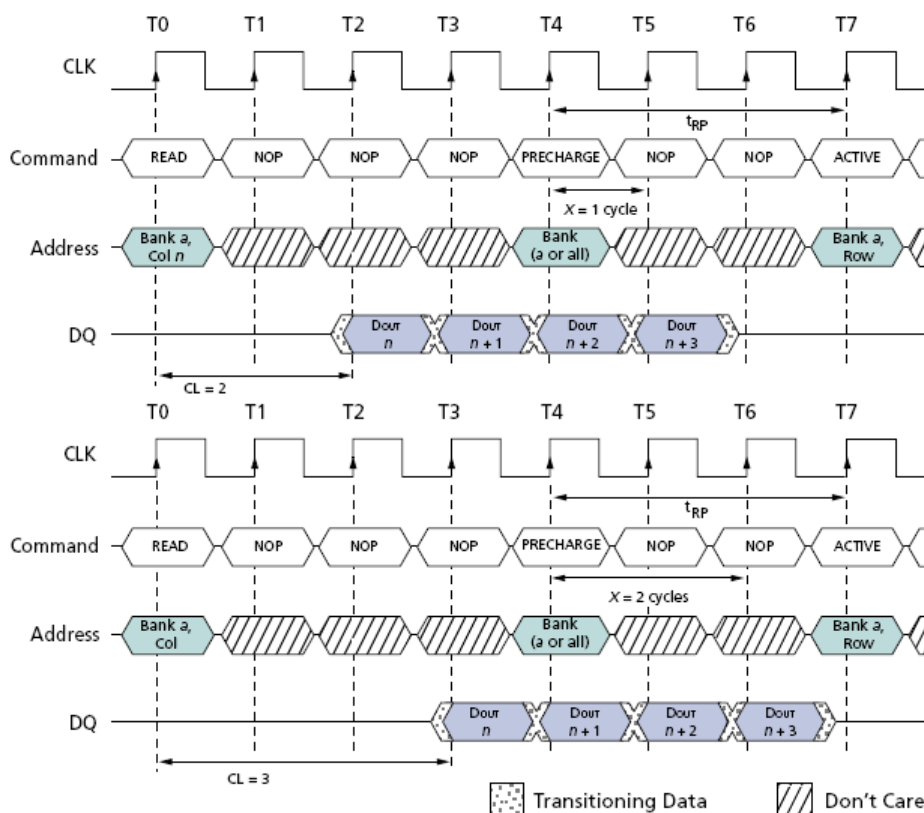 T0 T1 T2 T3 T4 T5 T6 T7
CLK
tRP
Command READ NOP NOP NOP PRECHARGE NOP NOP ACTIVE
X = 1 cycle
Address Bank a, Col n Bank (a or all) Bank a, Row
DQ DOUT n DOUT n + 1 DOUT n + 2 DOUT n + 3
CL = 2
T0 T1 T2 T3 T4 T5 T6 T7
CLK
tRP
Command READ NOP NOP NOP PRECHARGE NOP NOP ACTIVE
X = 2 cycles
Address Bank a, Col Bank (a or all) Bank a, Row
DQ DOUT n DOUT n + 1 DOUT n + 2 DOUT n + 3
CL = 3
Transitioning Data Don't Care